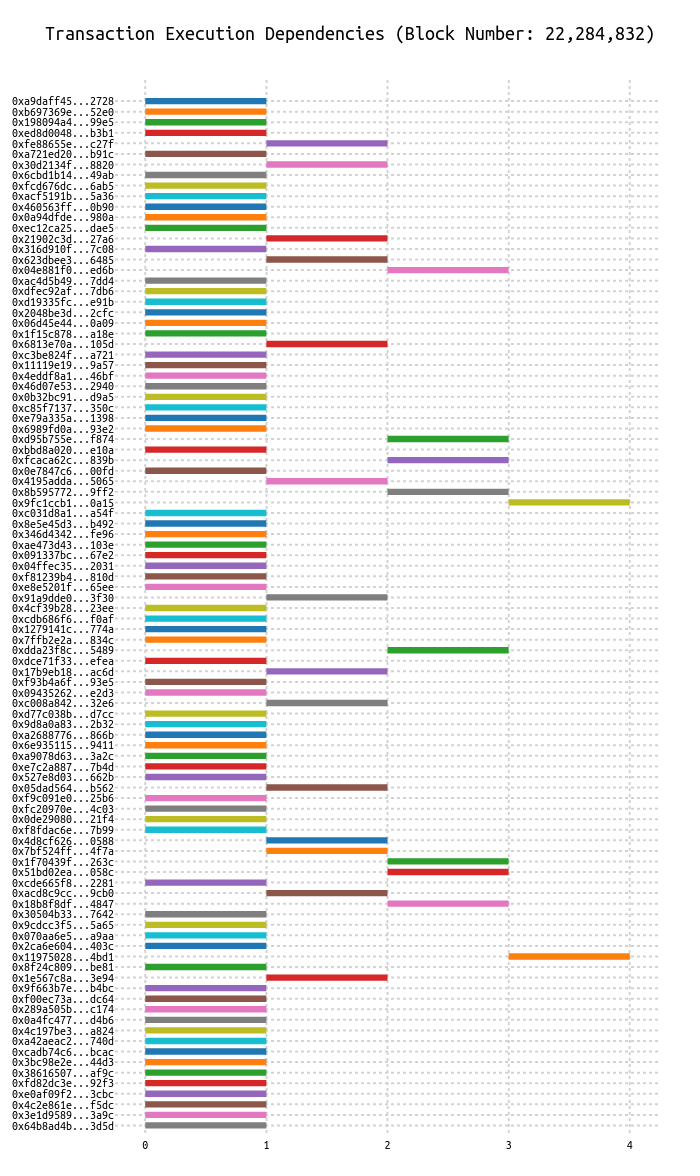 Transaction Execution Dependencies (Block Number: 22,284,832)
0xa9daff45...2728
0xb697369e...52e0
0x198094a4...99e5
0xed8d0048...b3b1
0xfe88655e...c27f
0xa721ed20...b91c
0x30d2134f...8820
0x6cbd1b14...49ab
0xfcd676dc...6ab5
0xacf5191b...5a36
0x460563ff...0b90
0x0a94dfde...980a
0xec12ca25...dae5
0x21902c3d...27a6
0x316d910f...7c08
0x623dbee3...6485
0x04e881f0...ed6b
0xac4d5b49...7dd4
0xdfec92af...7db6
0xd19335fc...e91b
0x2048be3d...2cfc
0x06d45e44...0a09
0x1f15c878...a18e
0x6813e70a...105d
0xc3be824f...a721
0x11119e19...9a57
0x4eddf8a1...46bf
0x46d07e53...2940
0x0b32bc91...d9a5
0xc85f7137...350c
0xe79a335a...1398
0x6989fd0a...93e2
0xd95b755e...f874
0xbbd8a020...e10a
0xfcaca62c...839b
0x0e7847c6...00fd
0x4195adda...5065
0x8b595772...9ff2
0x9fc1ccb1...0a15
0xc031d8a1...a54f
0x8e5e45d3...b492
0x346d4342...fe96
0xae473d43...103e
0x091337bc...67e2
0x04ffec35...2031
0xf81239b4...810d
0xe8e5201f...65ee
0x91a9dde0...3f30
0x4cf39b28...23ee
0xcdb686f6...f0af
0x1279141c...774a
0x7ffb2e2a...834c
0xdda23f8c...5489
0xdce71f33...efea
0x17b9eb18...ac6d
0xf93b4a6f...93e5
0x09435262...e2d3
0xc008a842...32e6
0xd77c038b...d7cc
0x9d8a0a83...2b32
0xa2688776...866b
0x6e935115...9411
0xa9078d63...3a2c
0xe7c2a887...7b4d
0x527e8d03...662b
0x05dad564...b562
0xf9c091e0...25b6
0xfc20970e...4c03
0x0de29080...21f4
0xf8fdac6e...7b99
0x4d8cf626...0588
0x7bf524ff...4f7a
0x1f70439f...263c
0x51bd02ea...058c
0xcde665f8...2281
0xacd8c9cc...9cb0
0x18b8f8df...4847
0x30504b33...7642
0x9cdcc3f5...5a65
0x070aa6e5...a9aa
0x2ca6e604...403c
0x11975028...4bd1
0x8f24c809...be81
0x1e567c8a...3e94
0x9f663b7e...b4bc
0xf00ec73a...dc64
0x289a505b...c174
0x0a4fc477...d4b6
0x4c197be3...a824
0xa42aeac2...740d
0xcadb74c6...bcac
0x3bc98e2e...44d3
0x38616507...af9c
0xfd82dc3e...92f3
0xe0af09f2...3cbc
0x4c2e861e...f5dc
0x3e1d9589...3a9c
0x64b8ad4b...3d5d
0 1 2 3 4